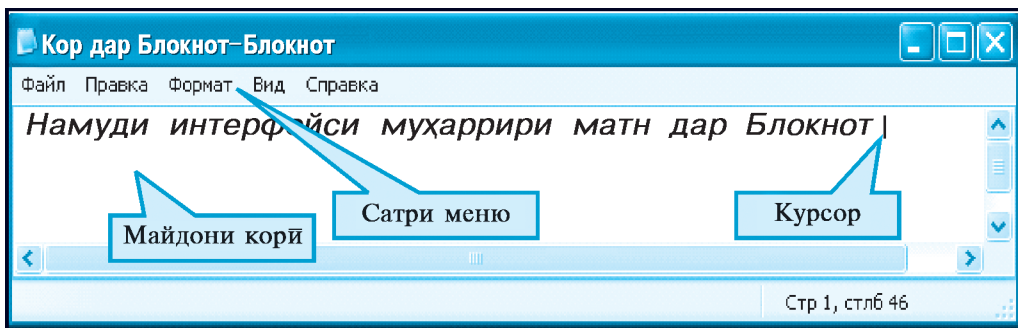 Кор дар Блокнот–Блокнот
Файл Правка Формат Вид Справка
Намуди интерфейси муҳаррири матн дар Блокнот
Сатри меню
Курсор
Майдони корӣ
Стр 1, стлб 46